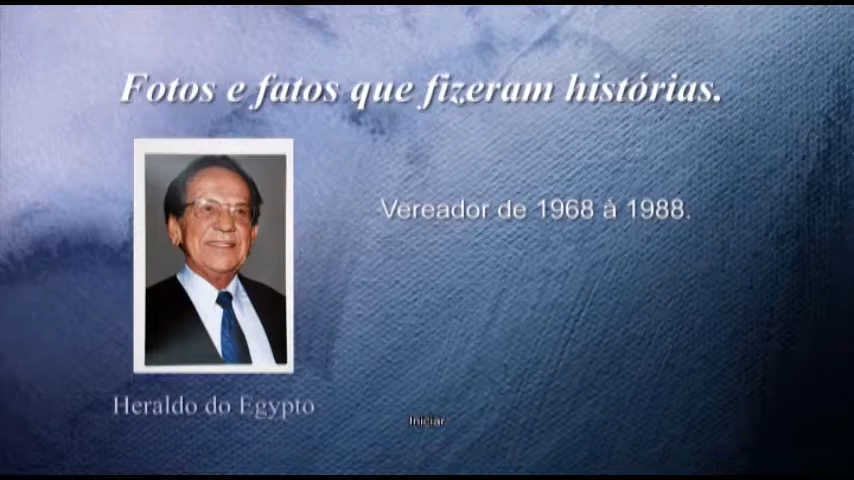 Fotos e fatos que fizeram histórias.
Vereador de 1968 à 1988.
Heraldo do Egypto
Iniciar